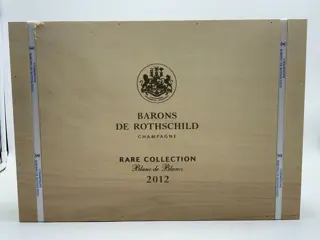 BARONS
DE ROTHSCHILD
CHAMPAGNE
RARE COLLECTION
Blanc de Blancs
2012